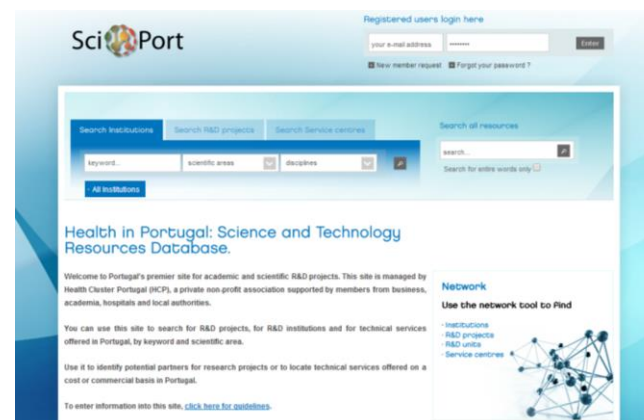 Sci Port
Registered users login here
your e-mail address
••••••••
Enter
New member request
Forgot your password ?
Search Institutions
Search R&D projects
Search Service centres
Search all resources
keyword...
scientific areas
disciplines
search...
Search for entire words only
· All Institutions
Health in Portugal: Science and Technology
Resources Database.
Welcome to Portugal's premier site for academic and scientific R&D projects. This site is managed by
Health Cluster Portugal (HCP), a private non-profit association supported by members from business,
academia, hospitals and local authorities.
You can use this site to search for R&D projects, for R&D institutions and for technical services
offered in Portugal, by keyword and scientific area.
Use it to identify potential partners for research projects or to locate technical services offered on a
cost or commercial basis in Portugal.
To enter information into this site, click here for guidelines.
Network
Use the network tool to find
· Institutions
· R&D projects
· R&D units
· Service centres